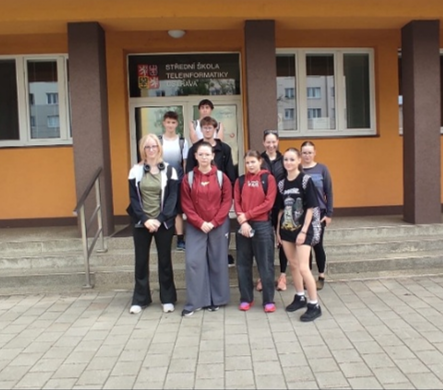 STŘEDNÍ ŠKOLA
TELEINFORMATIKY
OSTRAVA